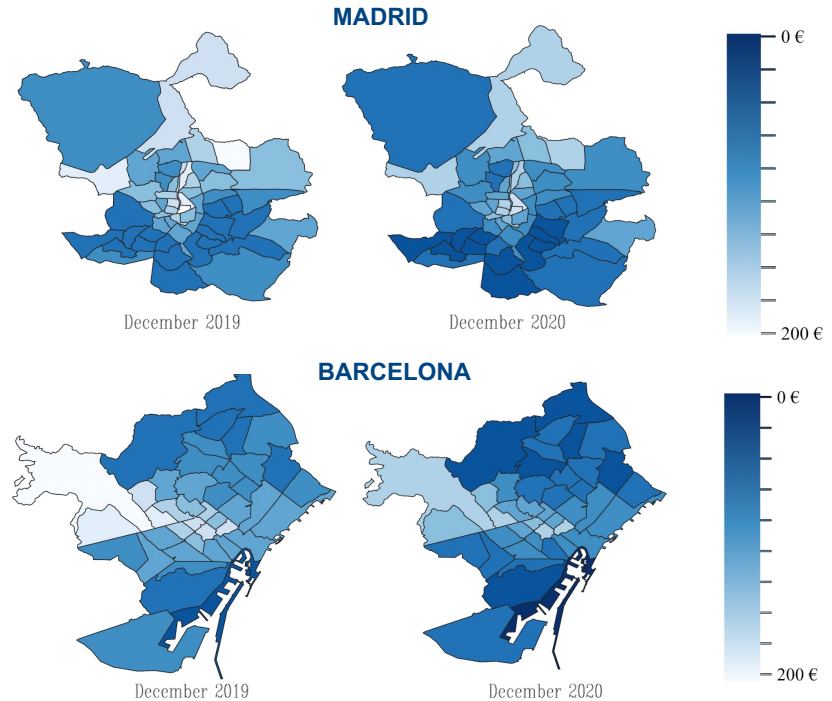 MADRID
0 €
200 €
December 2019
December 2020
BARCELONA
0 €
200 €
December 2019
December 2020